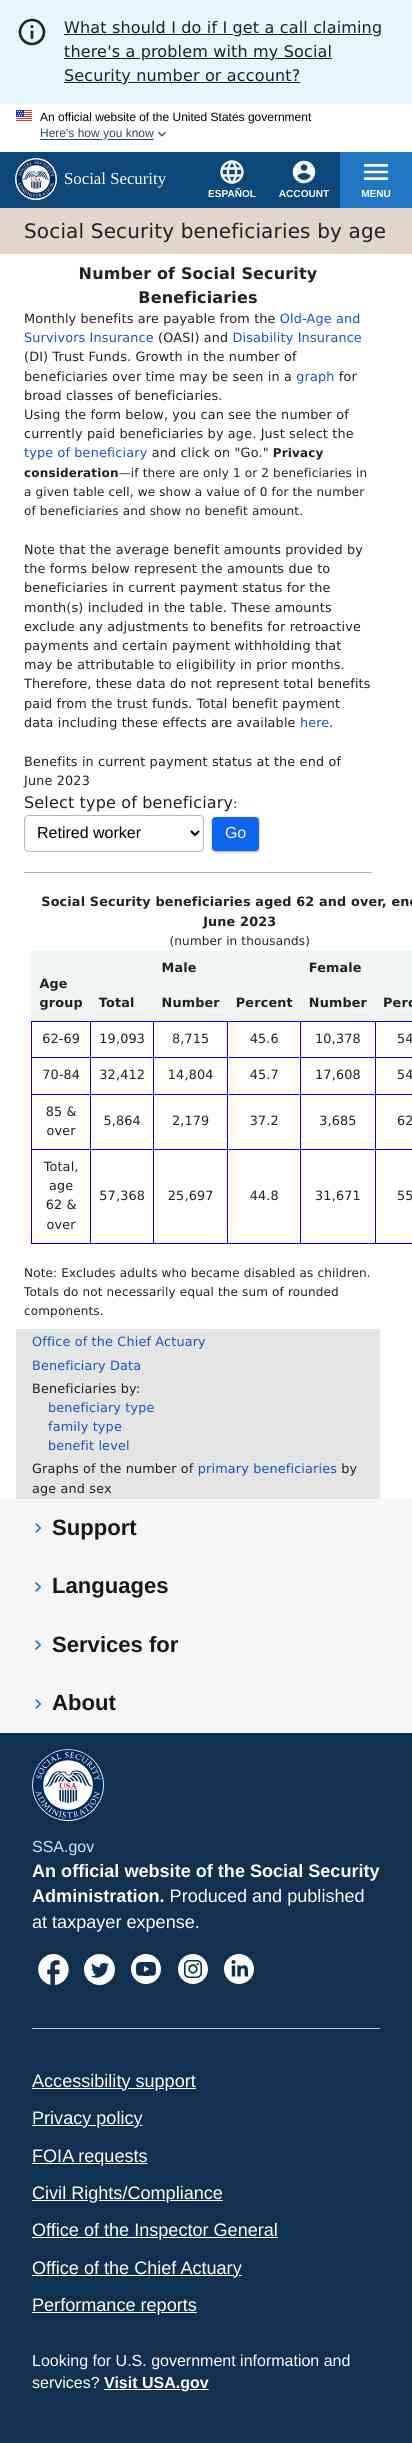 What should I do if I get a call claiming
there's a problem with my Social
Security number or account?
An official website of the United States government
Here's how you know
Social Security
ESPAÑOL
ACCOUNT
MENU
Social Security beneficiaries by age
Number of Social Security
Beneficiaries
Monthly benefits are payable from the Old-Age and
Survivors Insurance (OASI) and Disability Insurance
(DI) Trust Funds. Growth in the number of
beneficiaries over time may be seen in a graph for
broad classes of beneficiaries.
Using the form below, you can see the number of
currently paid beneficiaries by age. Just select the
type of beneficiary and click on "Go." Privacy
consideration—if there are only 1 or 2 beneficiaries in
a given table cell, we show a value of 0 for the number
of beneficiaries and show no benefit amount.
Note that the average benefit amounts provided by
the forms below represent the amounts due to
beneficiaries in current payment status for the
month(s) included in the table. These amounts
exclude any adjustments to benefits for retroactive
payments and certain payment withholding that
may be attributable to eligibility in prior months.
Therefore, these data do not represent total benefits
paid from the trust funds. Total benefit payment
data including these effects are available here.
Benefits in current payment status at the end of
June 2023
Select type of beneficiary:
Retired worker Go
Social Security beneficiaries aged 62 and over, en
June 2023
(number in thousands)
Male Female
Age
group Total Number Percent Number Perc
62-69 19,093 8,715 45.6 10,378 54
70-84 32,412 14,804 45.7 17,608 54
85 &
over 5,864 2,179 37.2 3,685 62
Total,
age
62 &
over 57,368 25,697 44.8 31,671 55
Note: Excludes adults who became disabled as children.
Totals do not necessarily equal the sum of rounded
components.
Office of the Chief Actuary
Beneficiary Data
Beneficiaries by:
beneficiary type
family type
benefit level
Graphs of the number of primary beneficiaries by
age and sex
Support
Languages
Services for
About
SOCIAL SECURITY
USA
ADMINISTRATION
SSA.gov
An official website of the Social Security
Administration. Produced and published
at taxpayer expense.
Accessibility support
Privacy policy
FOIA requests
Civil Rights/Compliance
Office of the Inspector General
Office of the Chief Actuary
Performance reports
Looking for U.S. government information and
services? Visit USA.gov